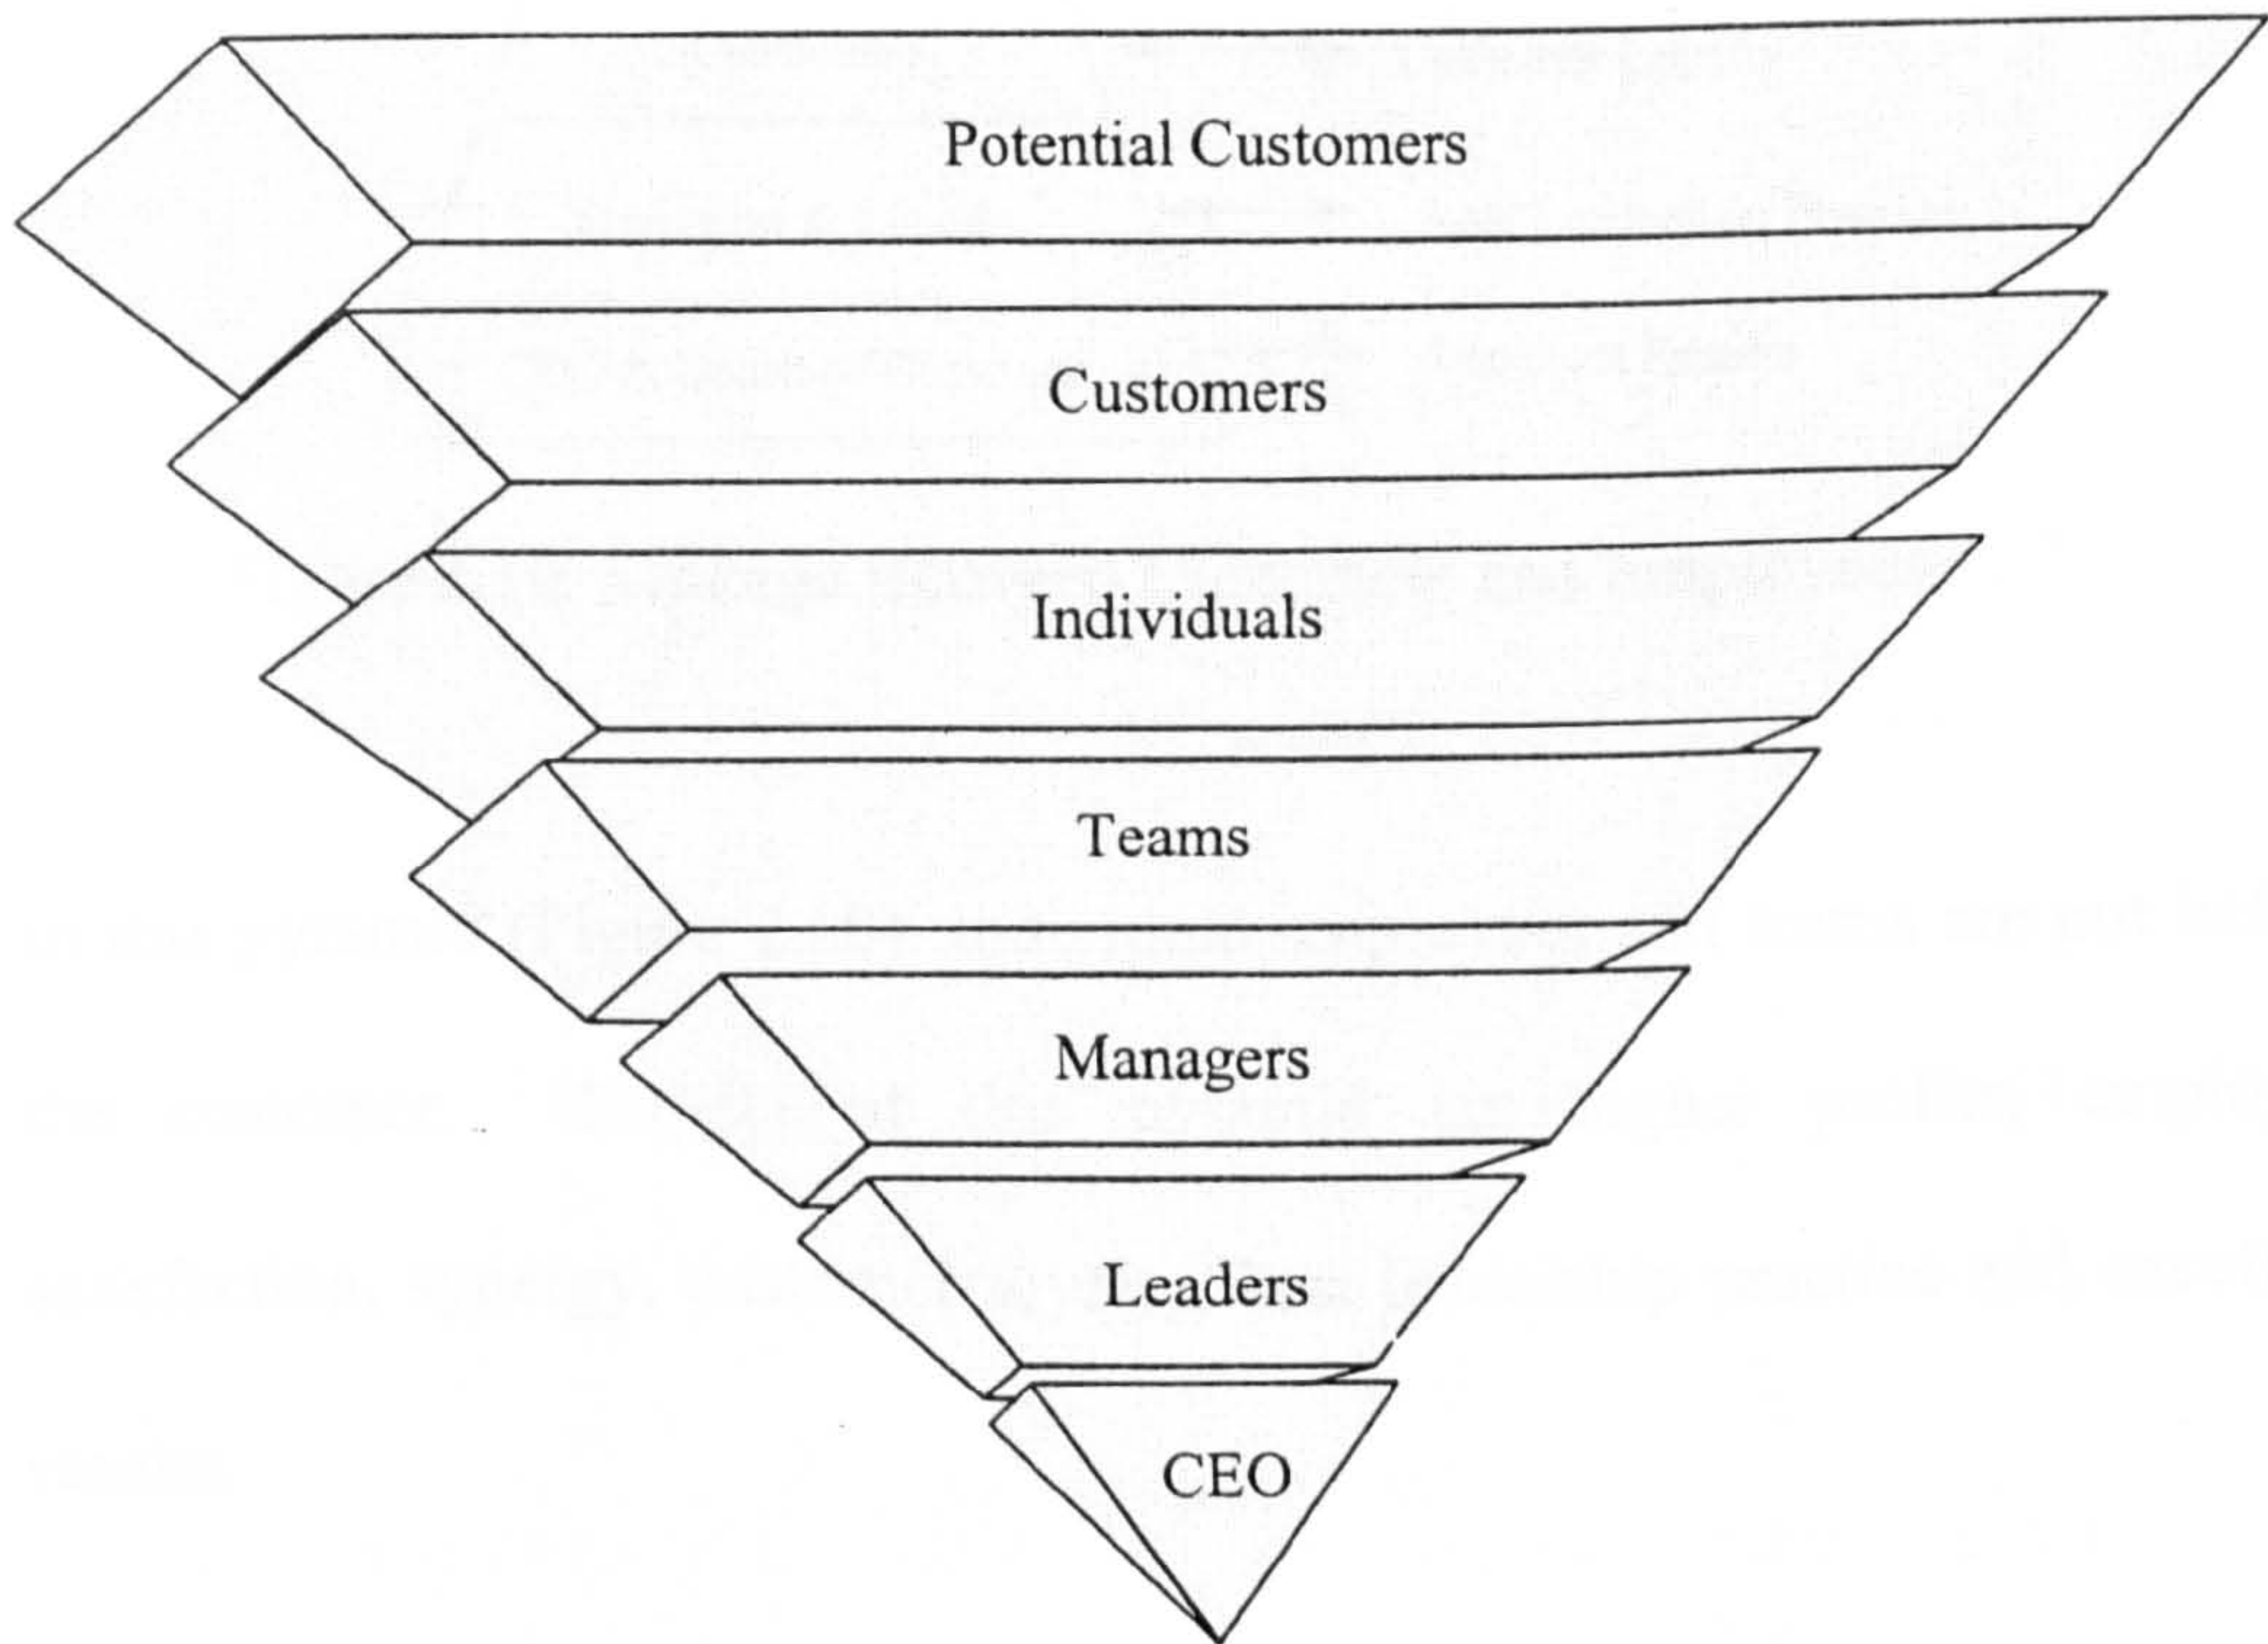 Potential Customers
Customers
Individuals
Teams
Managers
Leaders
CEO